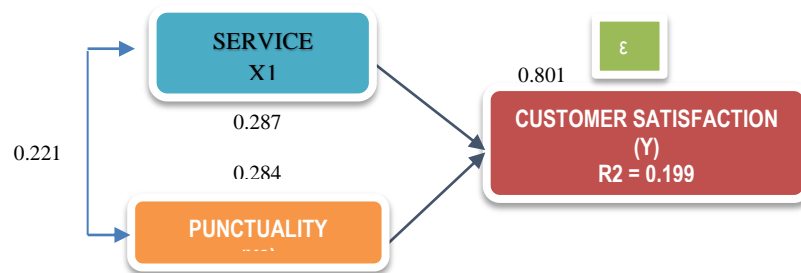 SERVICE
X1
ε
0.801
0.287
0.221
0.284
CUSTOMER SATISFACTION
(Y)
R2 = 0.199
PUNCTUALITY